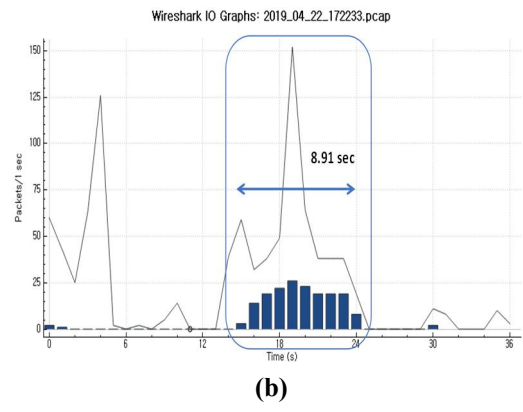 Wireshark IO Graphs: 2019_04_22_172233.pcap
150
125
100
75
50
25
0
Packets/1 sec
8.91 sec
0 6 12 18 24 30 36
Time (s)
(b)